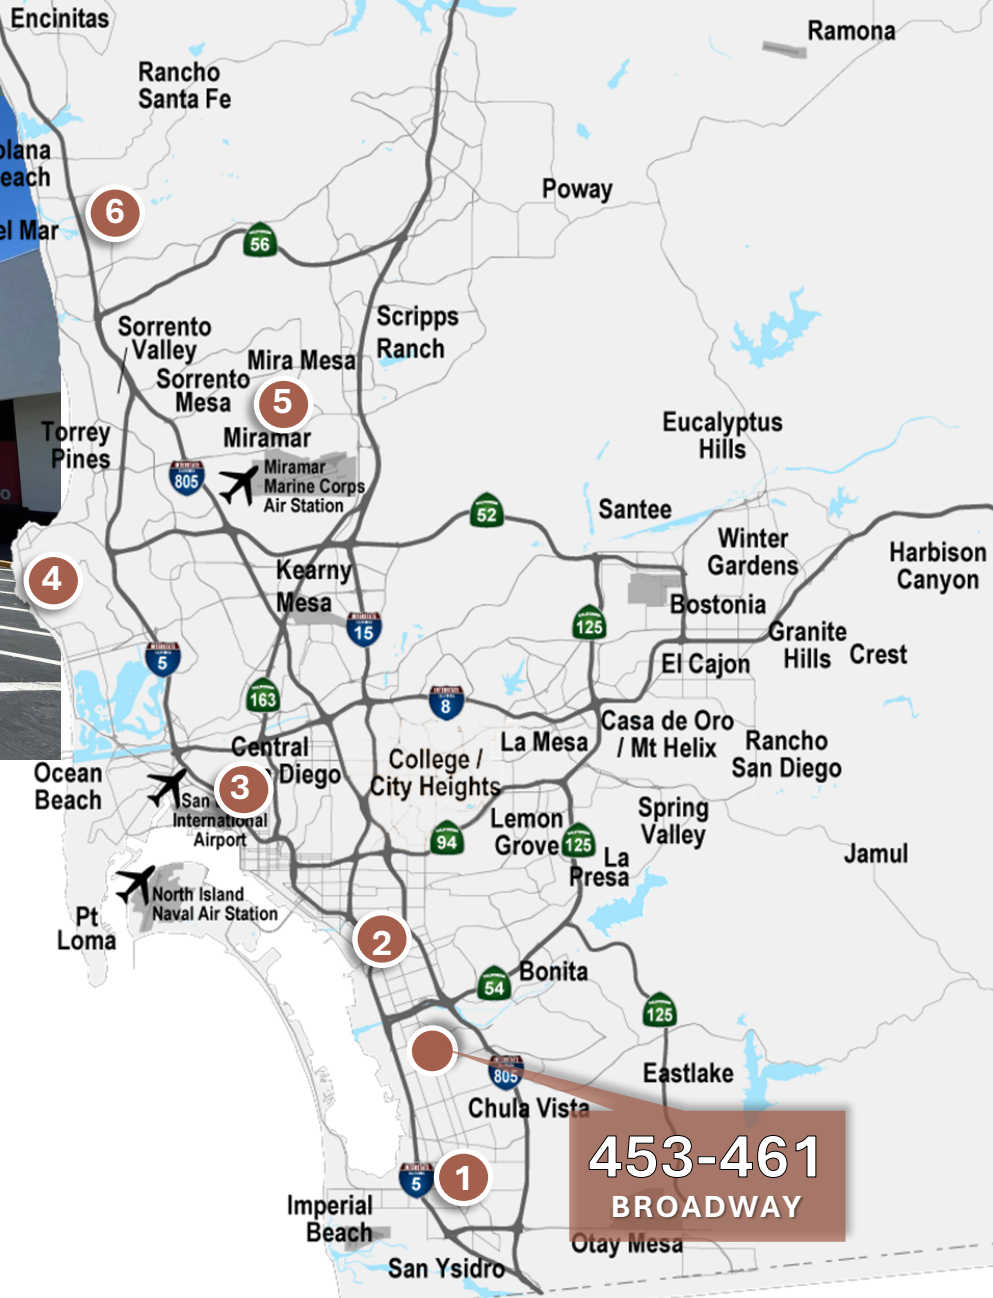 Encinitas
Ramona
Rancho
Santa Fe
olana
each
Poway
6
el Mar
56
Scripps
Ranch
Sorrento
Valley
Mira Mesa
Sorrento
Mesa
5
Torrey
Pines
Miramar
Eucalyptus
Hills
805
Miramar
Marine Corps
Air Station
52
Santee
Winter
Gardens
Harbison
Canyon
4
Kearny
Mesa
Bostonia
15
125
Granite
Hills
Crest
5
El Cajon
163
8
Casa de Oro
/ Mt Helix
La Mesa
Rancho
San Diego
Central
Diego
College /
City Heights
Ocean
Beach
3
San
International
Airport
Lemon
Grove
Spring
Valley
94
125
La
Presa
Jamul
North Island
Naval Air Station
Pt
Loma
2
Bonita
54
125
805
Eastlake
Chula Vista
453-461
BROADWAY
1
5
Imperial
Beach
Otay Mesa
San Ysidro